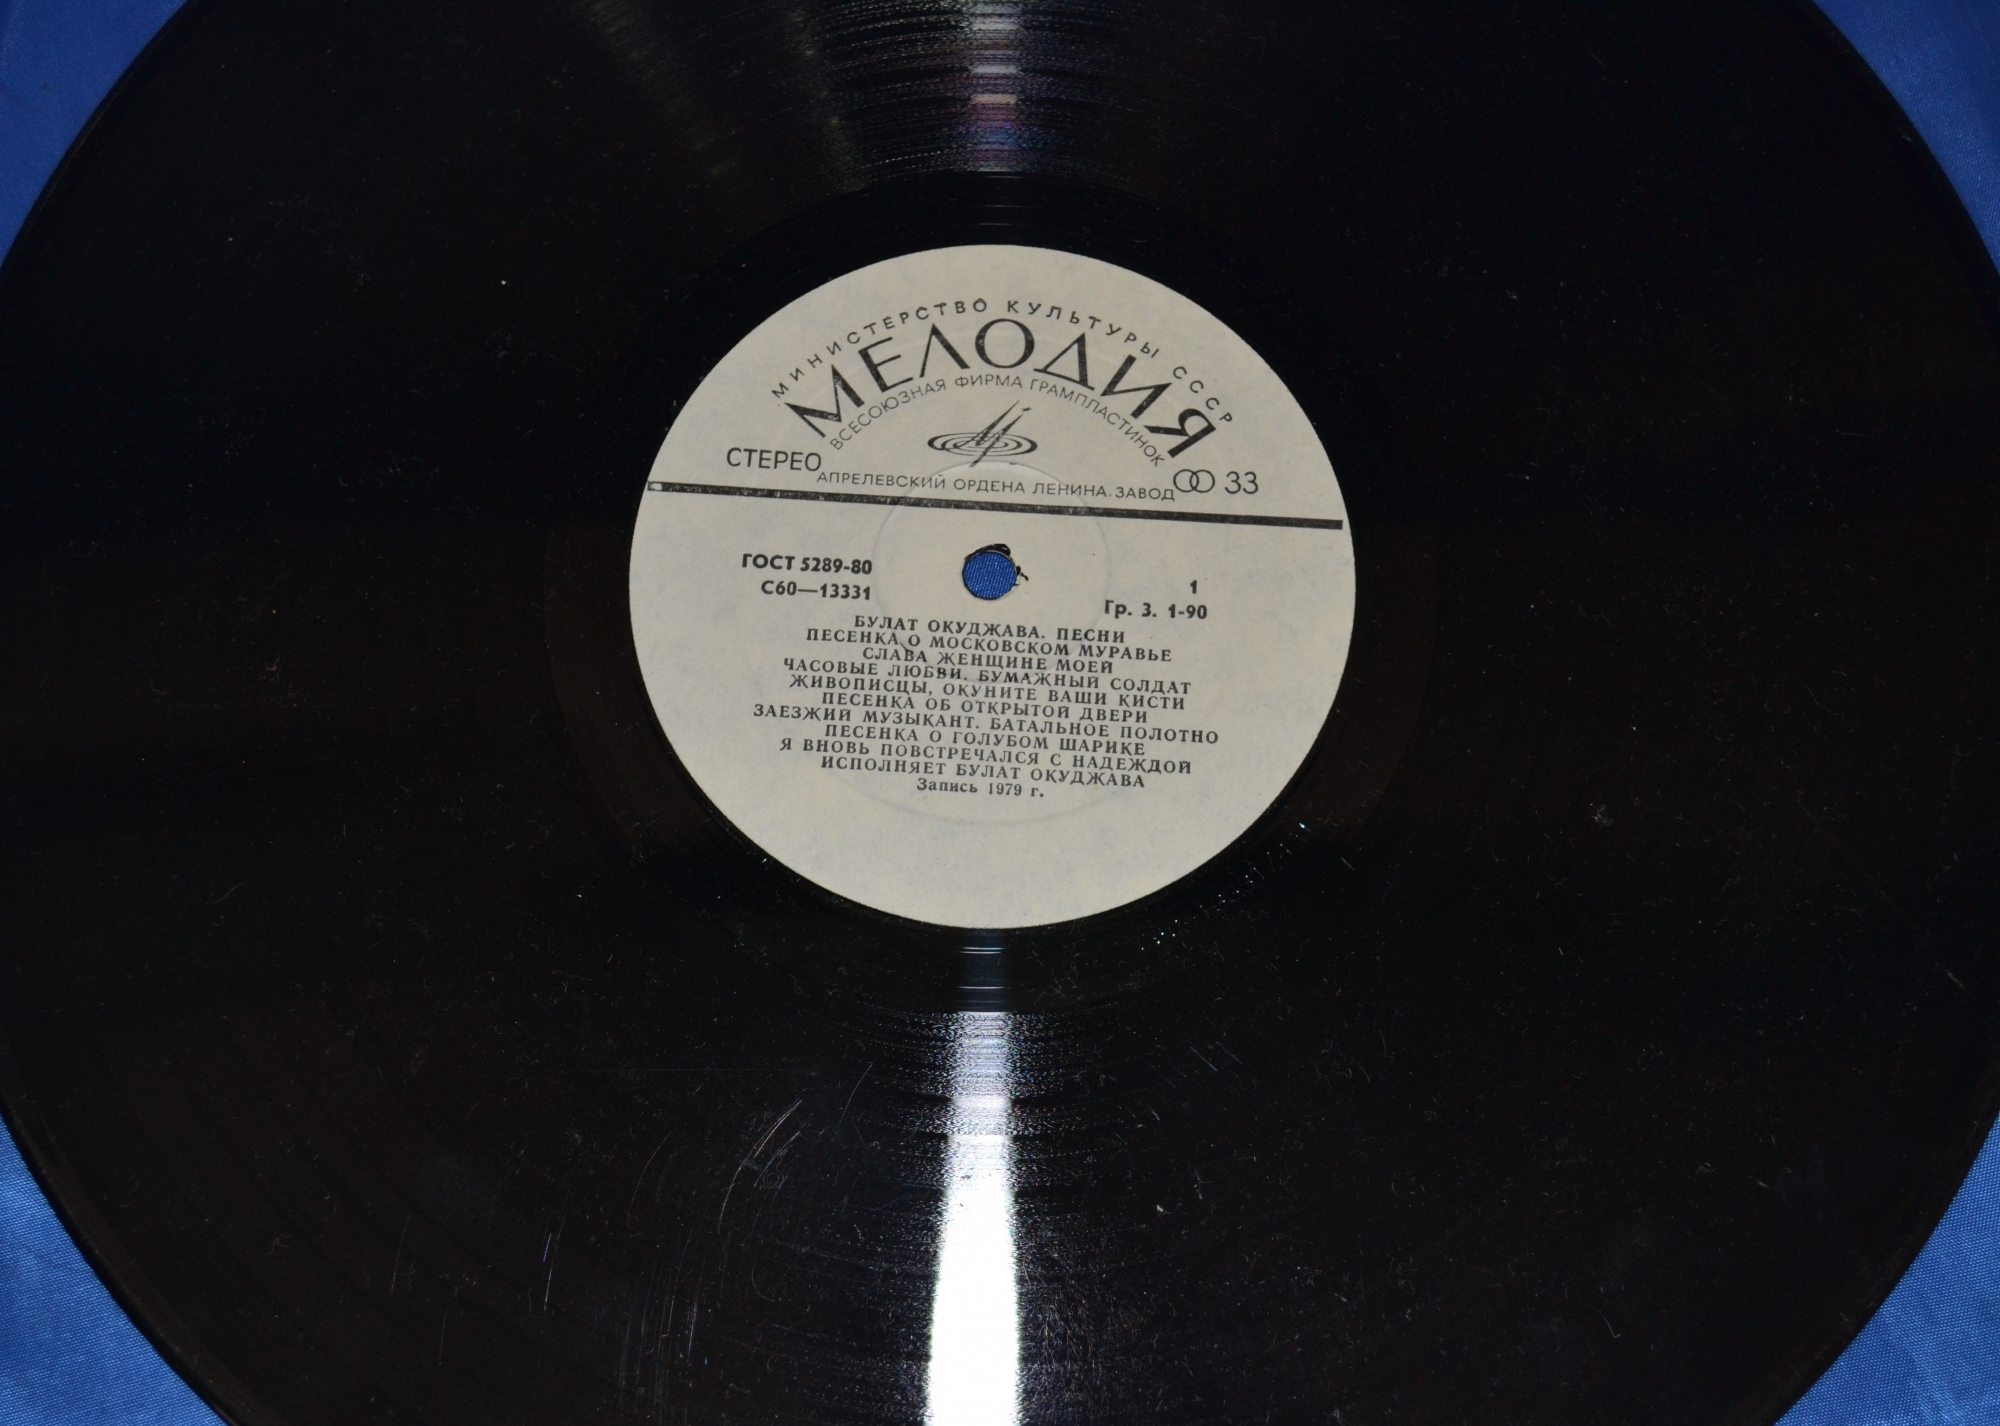 МИНИСТЕРСТВО КУЛЬТУРЫ СССР
МЕЛОДИЯ
ВСЕСОЮЗНАЯ ФИРМА ГРАМПЛАСТИНОК
СТЕРЕО
АПРЕЛЕВСКИЙ ОРДЕНА ЛЕНИНА ЗАВОД
33
ГОСТ 5289-80
С60—13331
1
Гр. 3. 1-90
БУЛАТ ОКУДЖАВА. ПЕСНИ
ПЕСЕНКА О МОСКОВСКОМ МУРАВЬЕ
СЛАВА ЖЕНЩИНЕ МОЕЙ
ЧАСОВЫЕ ЛЮБВИ. БУМАЖНЫЙ СОЛДАТ
ЖИВОПИСЦЫ, ОКУНИТЕ ВАШИ КИСТИ
ПЕСЕНКА ОБ ОТКРЫТОЙ ДВЕРИ
ЗАЕЗЖИЙ МУЗЫКАНТ. БАТАЛЬНОЕ ПОЛОТНО
ПЕСЕНКА О ГОЛУБОМ ШАРИКЕ
Я ВНОВЬ ПОВСТРЕЧАЛСЯ С НАДЕЖДОЙ
ИСПОЛНЯЕТ БУЛАТ ОКУДЖАВА
Запись 1979 г.